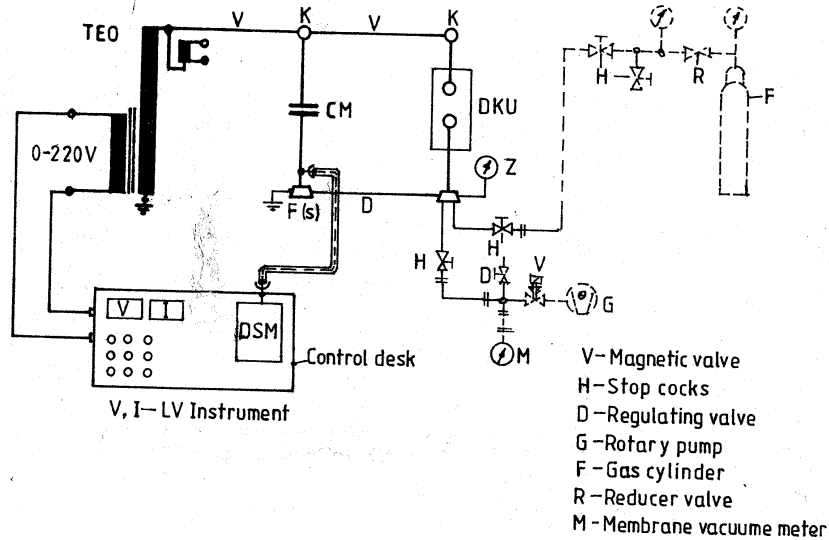 V
K
V
K
TEO
CM
DKU
H
R
F
0-220V
Z
F(s)
D
H
H
D
V
G
V
I
DSM
M
Control desk
V, I-LV Instrument
V-Magnetic valve
H-Stop cocks
D-Regulating valve
G-Rotary pump
F-Gas cylinder
R-Reducer valve
M-Membrane vacuume meter